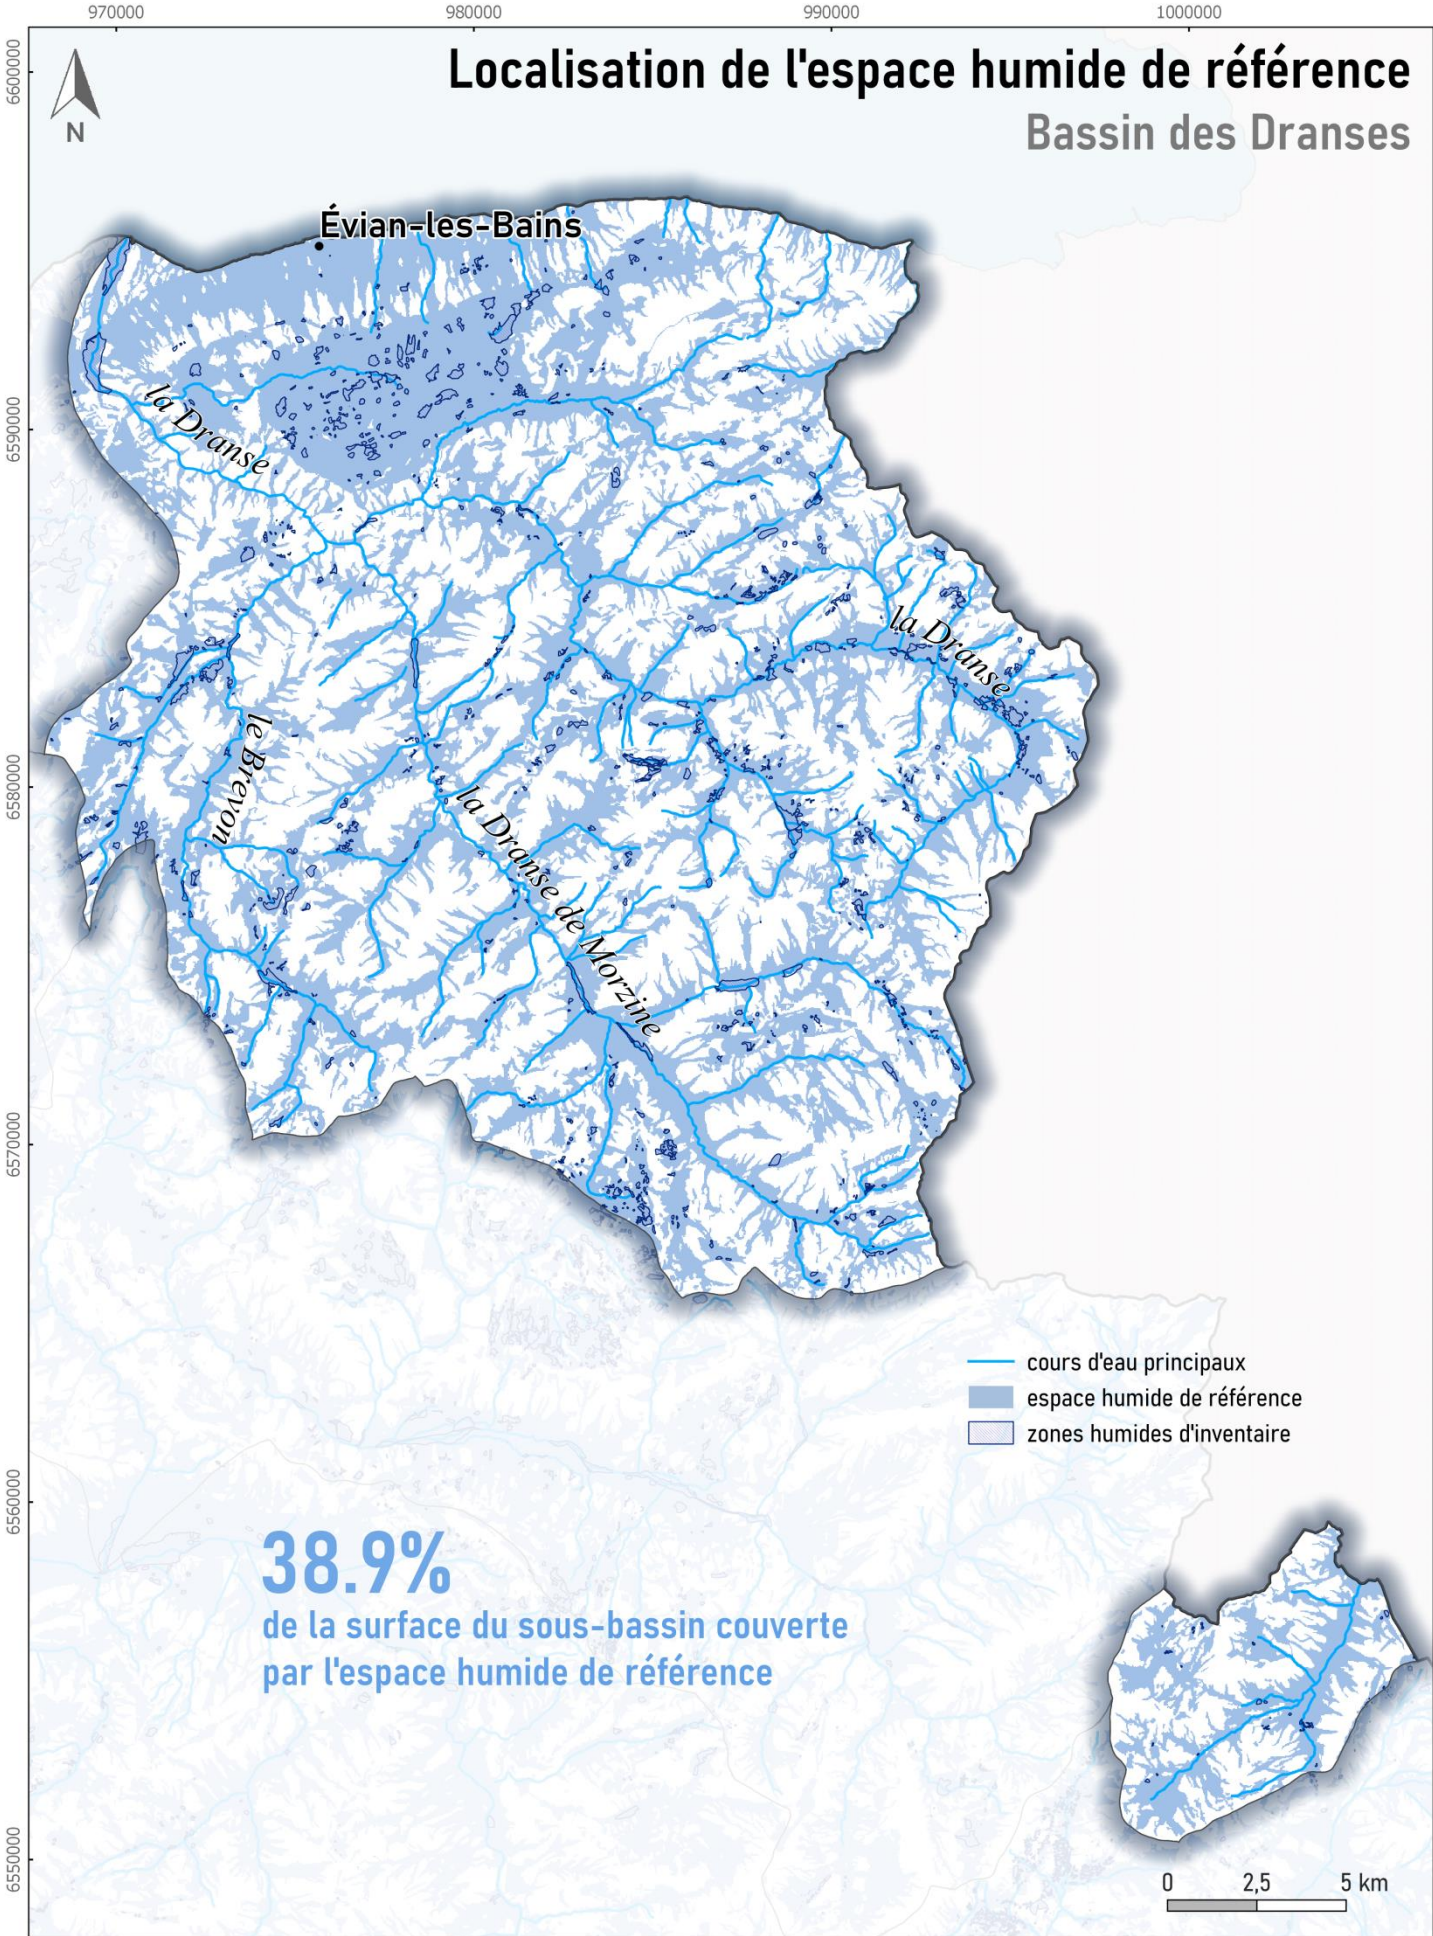 970000 980000 990000 1000000
6600000
Localisation de l'espace humide de référence
Bassin des Dranses
N
Évian-les-Bains
6590000
la Dranse
la Dranse
le Brevon
6580000
la Dranse de Morzine
6570000
cours d'eau principaux
espace humide de référence
zones humides d'inventaire
6560000
38.9%
de la surface du sous-bassin couverte
par l'espace humide de référence
6550000
0 2,5 5 km